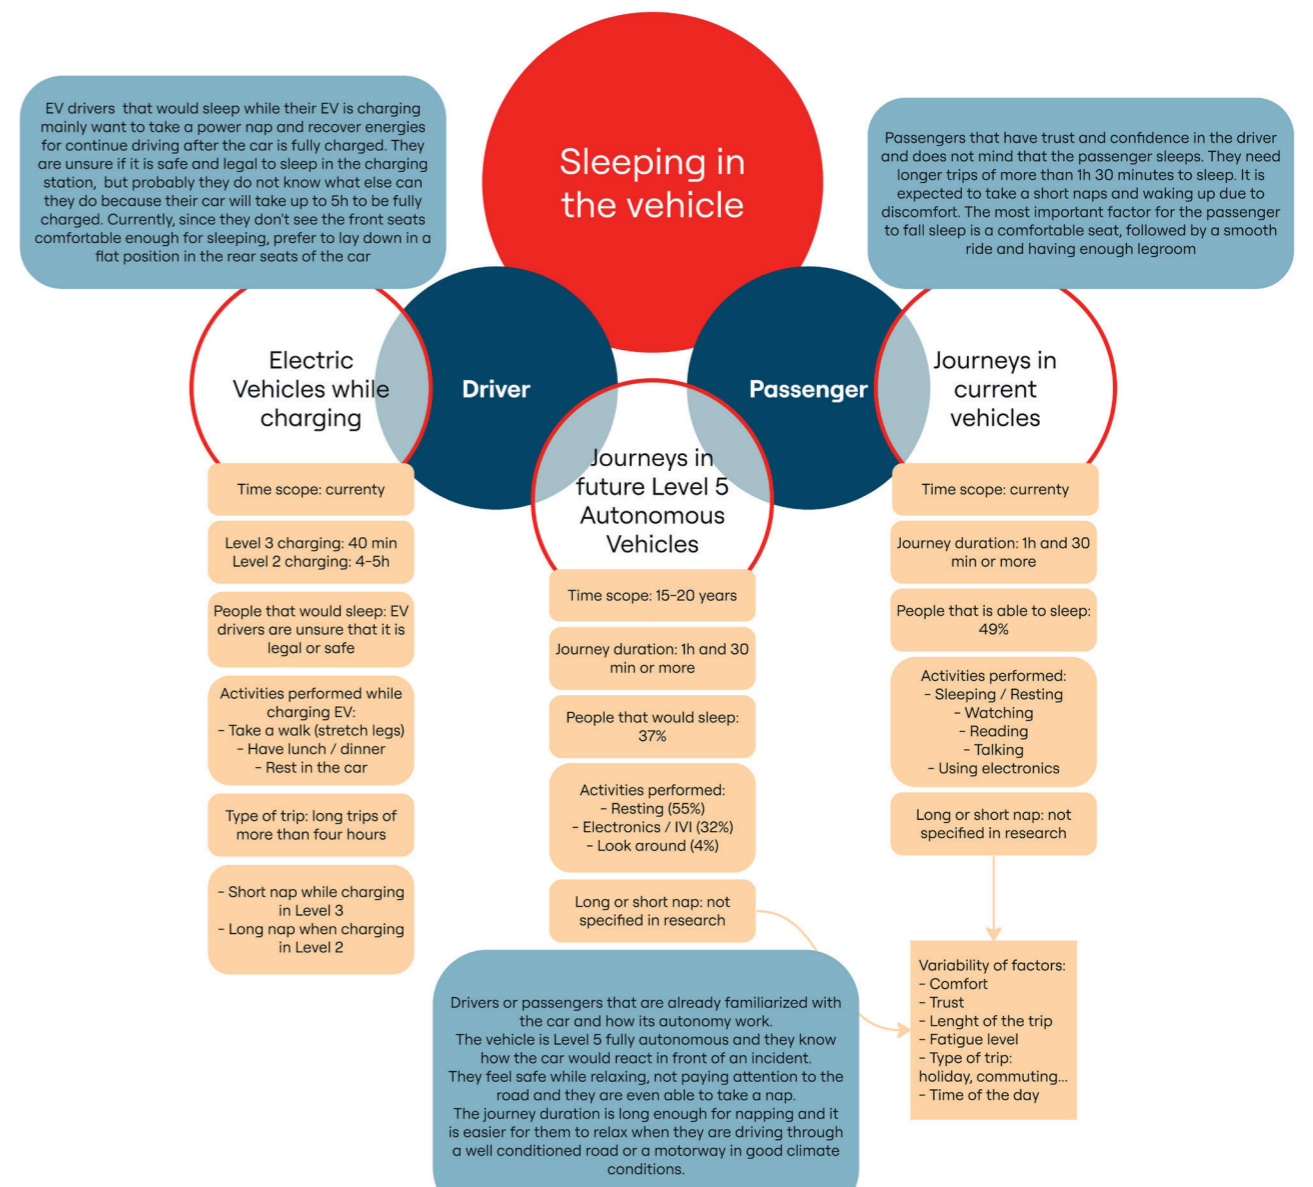 Sleeping in
the vehicle
EV drivers  that would sleep while their EV is charging
mainly want to take a power nap and recover energies
for continue driving after the car is fully charged. They
are unsure if it is safe and legal to sleep in the charging
station,  but probably they do not know what else can
they do because their car will take up to 5h to be fully
charged. Currently, since they don't see the front seats
comfortable enough for sleeping, prefer to lay down in a
flat position in the rear seats of the car
Passengers that have trust and confidence in the driver
and does not mind that the passenger sleeps. They need
longer trips of more than 1h 30 minutes to sleep. It is
expected to take a short naps and waking up due to
discomfort. The most important factor for the passenger
to fall sleep is a comfortable seat, followed by a smooth
ride and having enough legroom
Electric
Vehicles while
charging
Driver
Passenger
Journeys in
current
vehicles
Journeys in
future Level 5
Autonomous
Vehicles
Time scope: currenty
Level 3 charging: 40 min
Level 2 charging: 4-5h
People that would sleep: EV
drivers are unsure that it is
legal or safe
Activities performed while
charging EV:
- Take a walk (stretch legs)
- Have lunch / dinner
- Rest in the car
Type of trip: long trips of
more than four hours
- Short nap while charging
in Level 3
- Long nap when charging
in Level 2
Time scope: 15-20 years
Journey duration: 1h and 30
min or more
People that would sleep:
37%
Activities performed:
- Resting (55%)
- Electronics / IVI (32%)
- Look around (4%)
Long or short nap: not
specified in research
Drivers or passengers that are already familiarized with
the car and how its autonomy work.
The vehicle is Level 5 fully autonomous and they know
how the car would react in front of an incident.
They feel safe while relaxing, not paying attention to the
road and they are even able to take a nap.
The journey duration is long enough for napping and it
is easier for them to relax when they are driving through
a well conditioned road or a motorway in good climate
conditions.
Time scope: currenty
Journey duration: 1h and 30
min or more
People that is able to sleep:
49%
Activities performed:
- Sleeping / Resting
- Watching
- Reading
- Talking
- Using electronics
Long or short nap: not
specified in research
Variability of factors:
- Comfort
- Trust
- Lenght of the trip
- Fatigue level
- Type of trip:
holiday, commuting...
- Time of the day